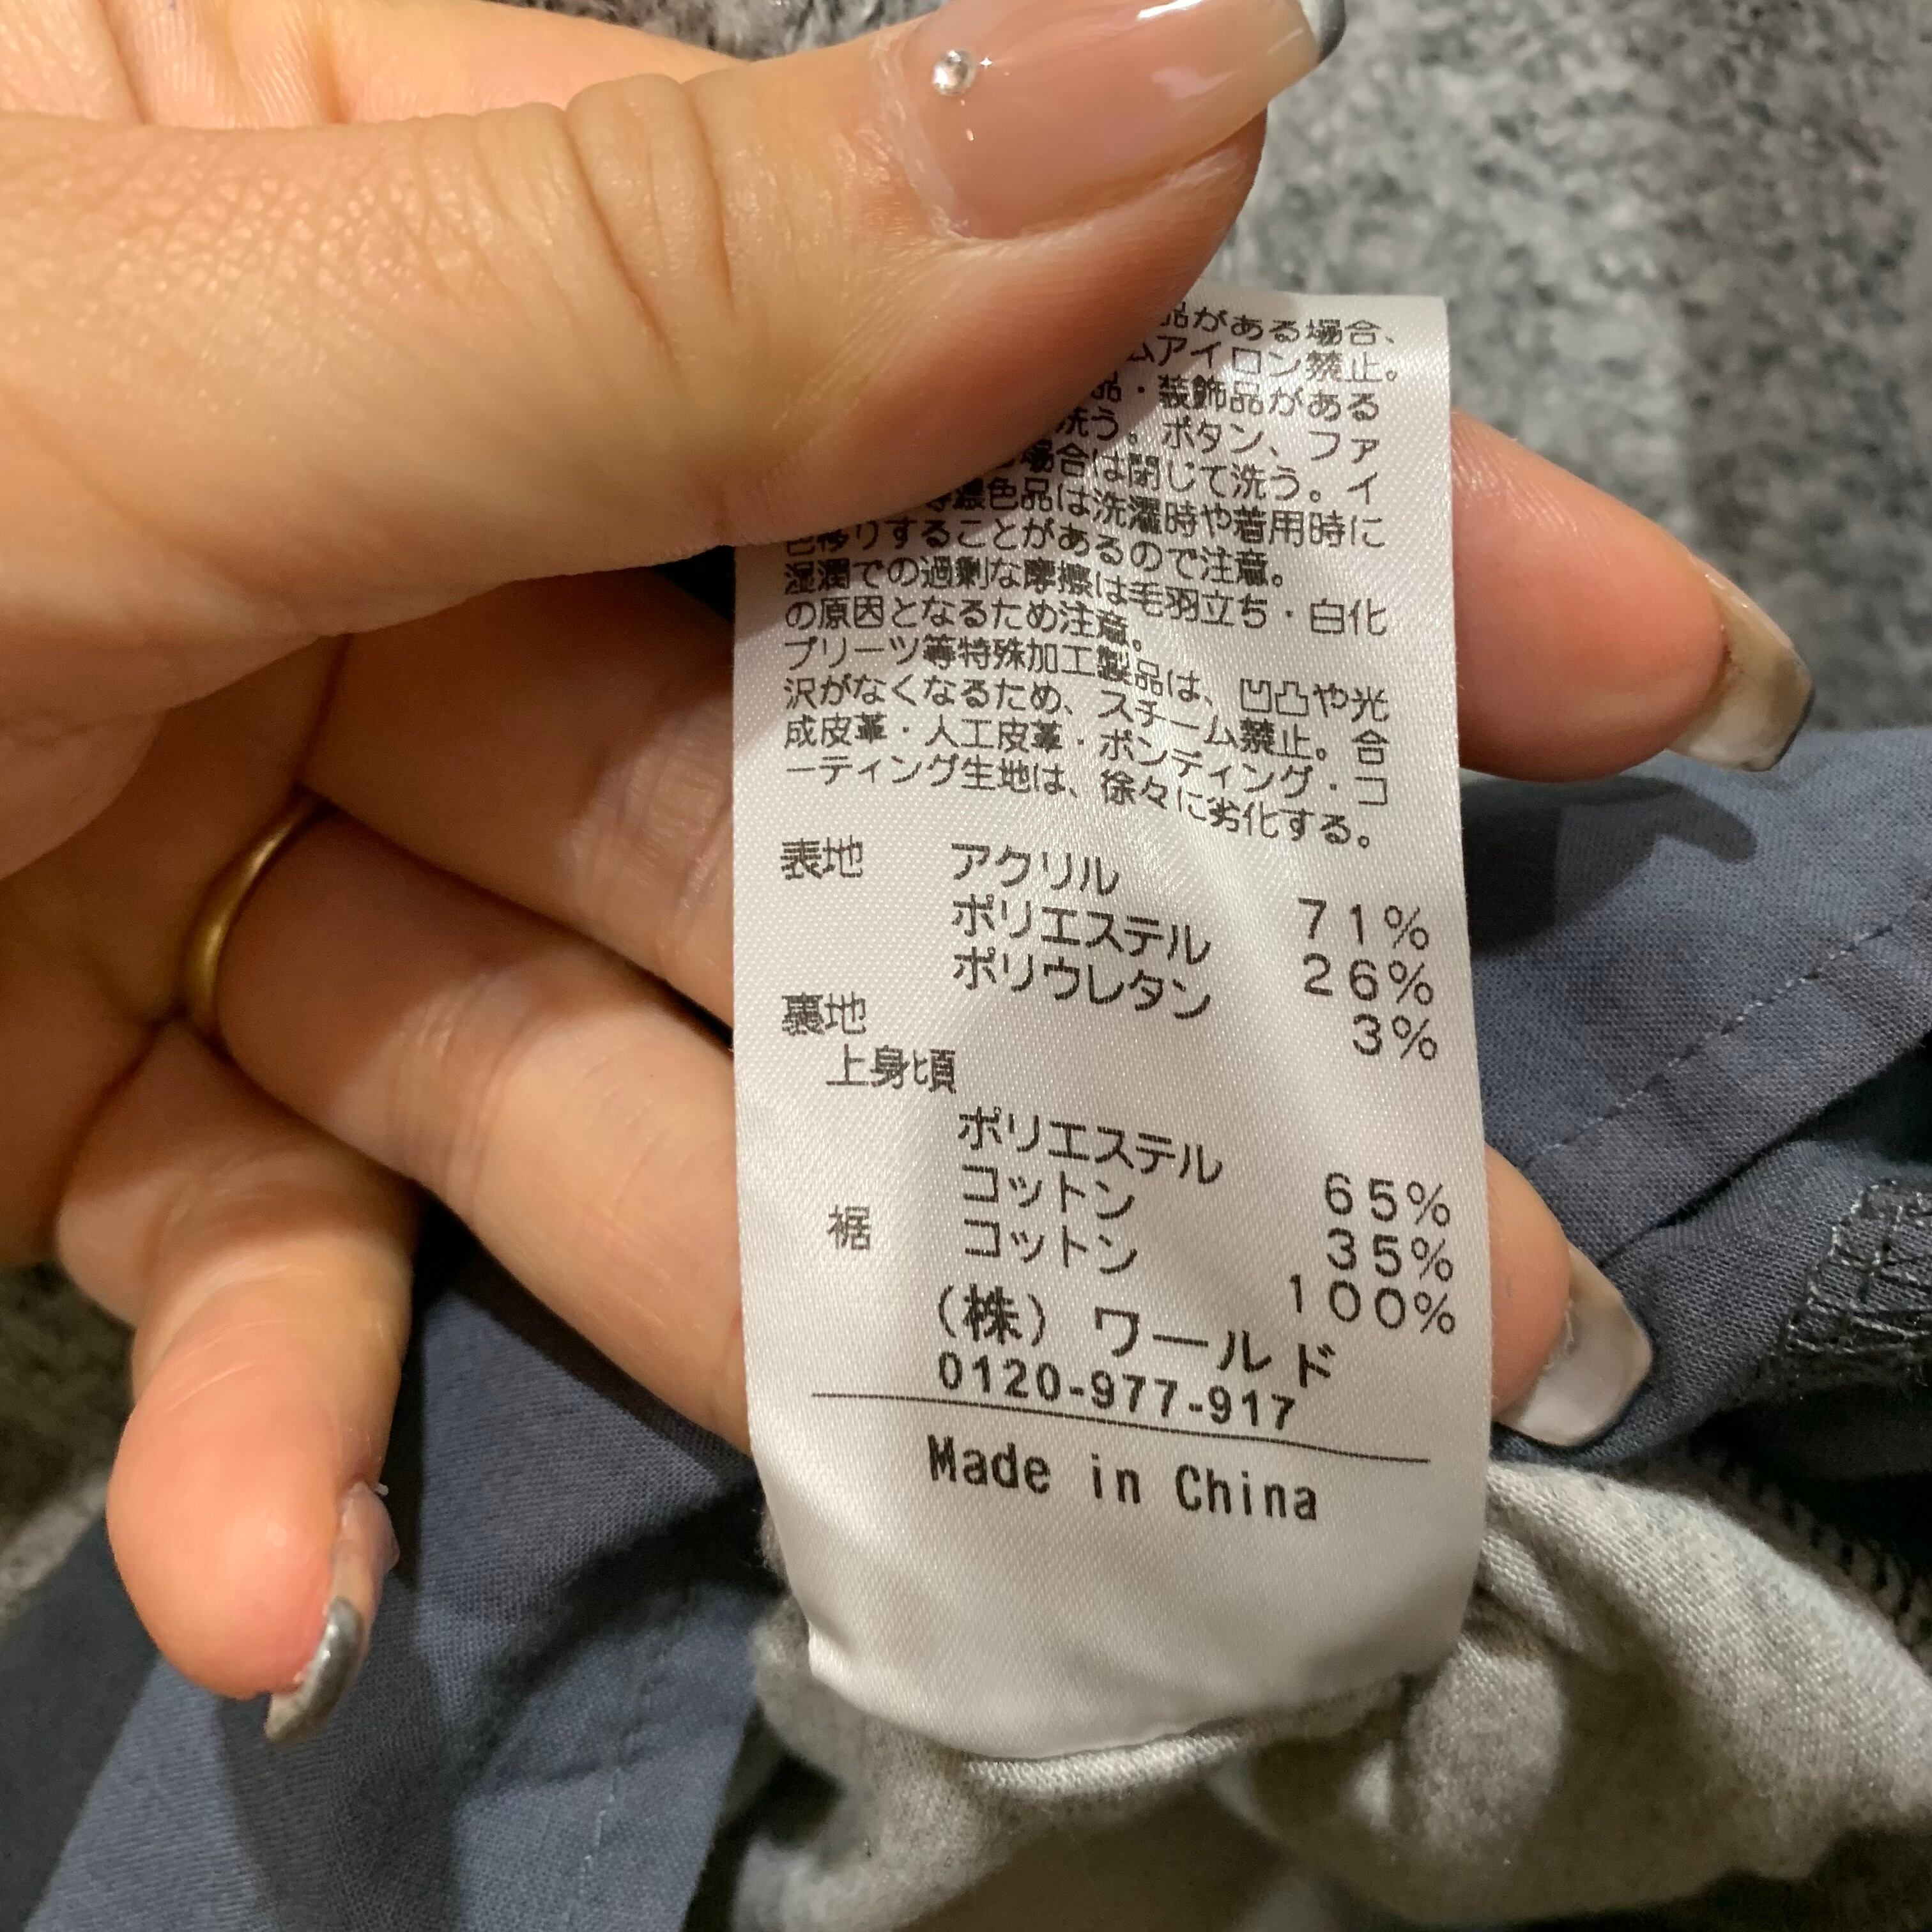 品がある場合、
ムアイロン禁止。
品・装飾品がある
洗う。ボタン、ファ
場合は閉じて洗う。イ
等濃色品は洗濯時や着用時に
色移りすることがあるので注意。
湿潤での過剰な摩擦は毛羽立ち・白化
の原因となるため注意。
プリーツ等特殊加工製品は、凹凸や光
沢がなくなるため、スチーム禁止。合
成皮革・人工皮革・ボンディング・コ
ーティング生地は、徐々に劣化する。
表地 アクリル 71%
ポリエステル 26%
ポリウレタン 3%
裏地
上身頃
ポリエステル 65%
コットン 35%
裾 コットン 100%
(株) ワールド
0120-977-917
Made in China